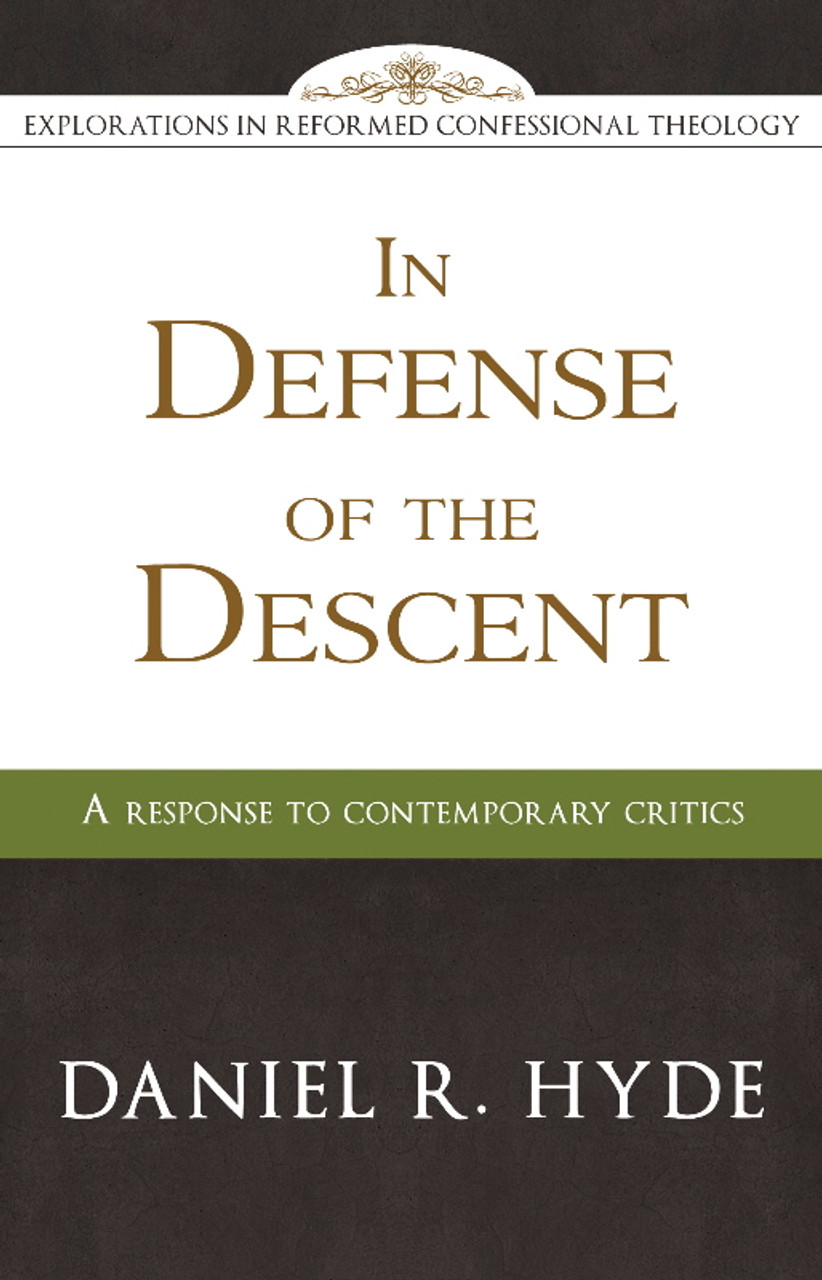 EXPLORATIONS IN REFORMED CONFESSIONAL THEOLOGY
IN
DEFENSE
OF THE
DESCENT
A RESPONSE TO CONTEMPORARY CRITICS
DANIEL R. HYDE